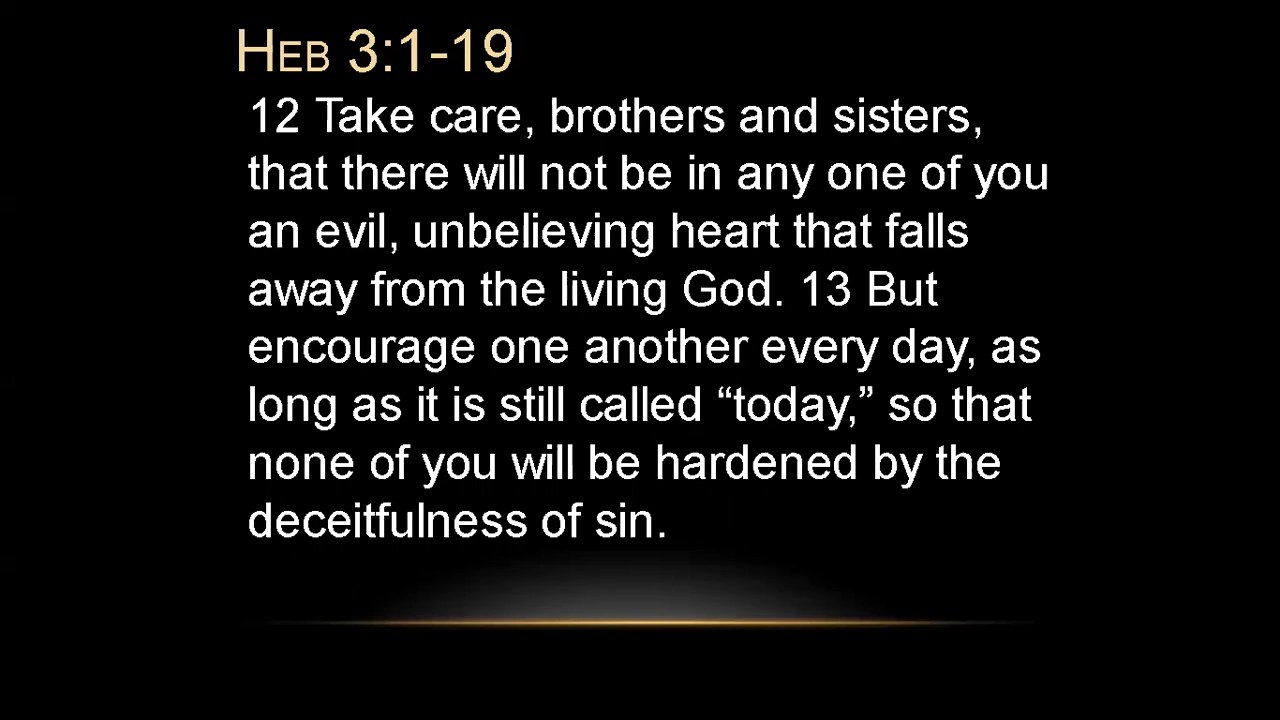 HEB 3:1-19
12 Take care, brothers and sisters,
that there will not be in any one of you
an evil, unbelieving heart that falls
away from the living God. 13 But
encourage one another every day, as
long as it is still called “today,” so that
none of you will be hardened by the
deceitfulness of sin.